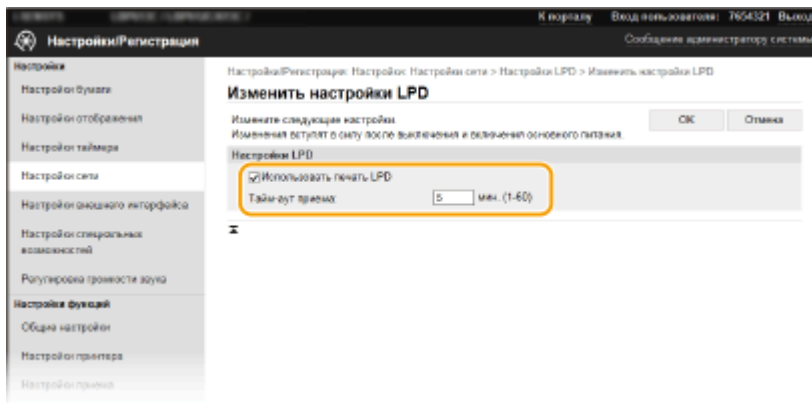 К порталу Вход пользователя: 7654321 Выход
Настройки/Регистрация
Сообщение администратору системы
Настройки
Настройки бумаги
Настройки отображения
Настройки таймера
Настройки сети
Настройки внешнего интерфейса
Настройки специальных
возможностей
Регулировка громкости звука
Настройки функций
Общие настройки
Настройки принтера
Настройки приема
Настройки/Регистрация: Настройки: Настройки сети > Настройки LPD > Изменить настройки LPD
Изменить настройки LPD
Измените следующие настройки.
Изменения вступят в силу после выключения и включения основного питания.
OK Отмена
Настройки LPD
Использовать печать LPD
Тайм-аут приема: 5 мин. (1-60)